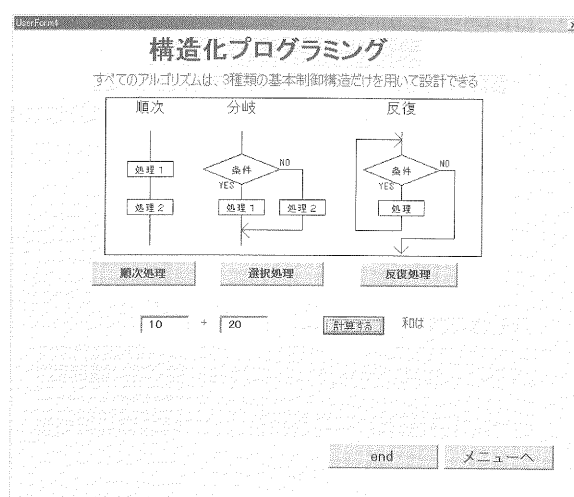 UserForm4
構造化プログラミング
すべてのアルゴリズムは、3種類の基本制御構造だけを用いて設計できる
順次 分岐 反復
処理1 処理2
条件 NO YES 処理1 処理2
条件 NO YES 処理
順次処理 選択処理 反復処理
10 + 20 計算する 和は
end メニューへ